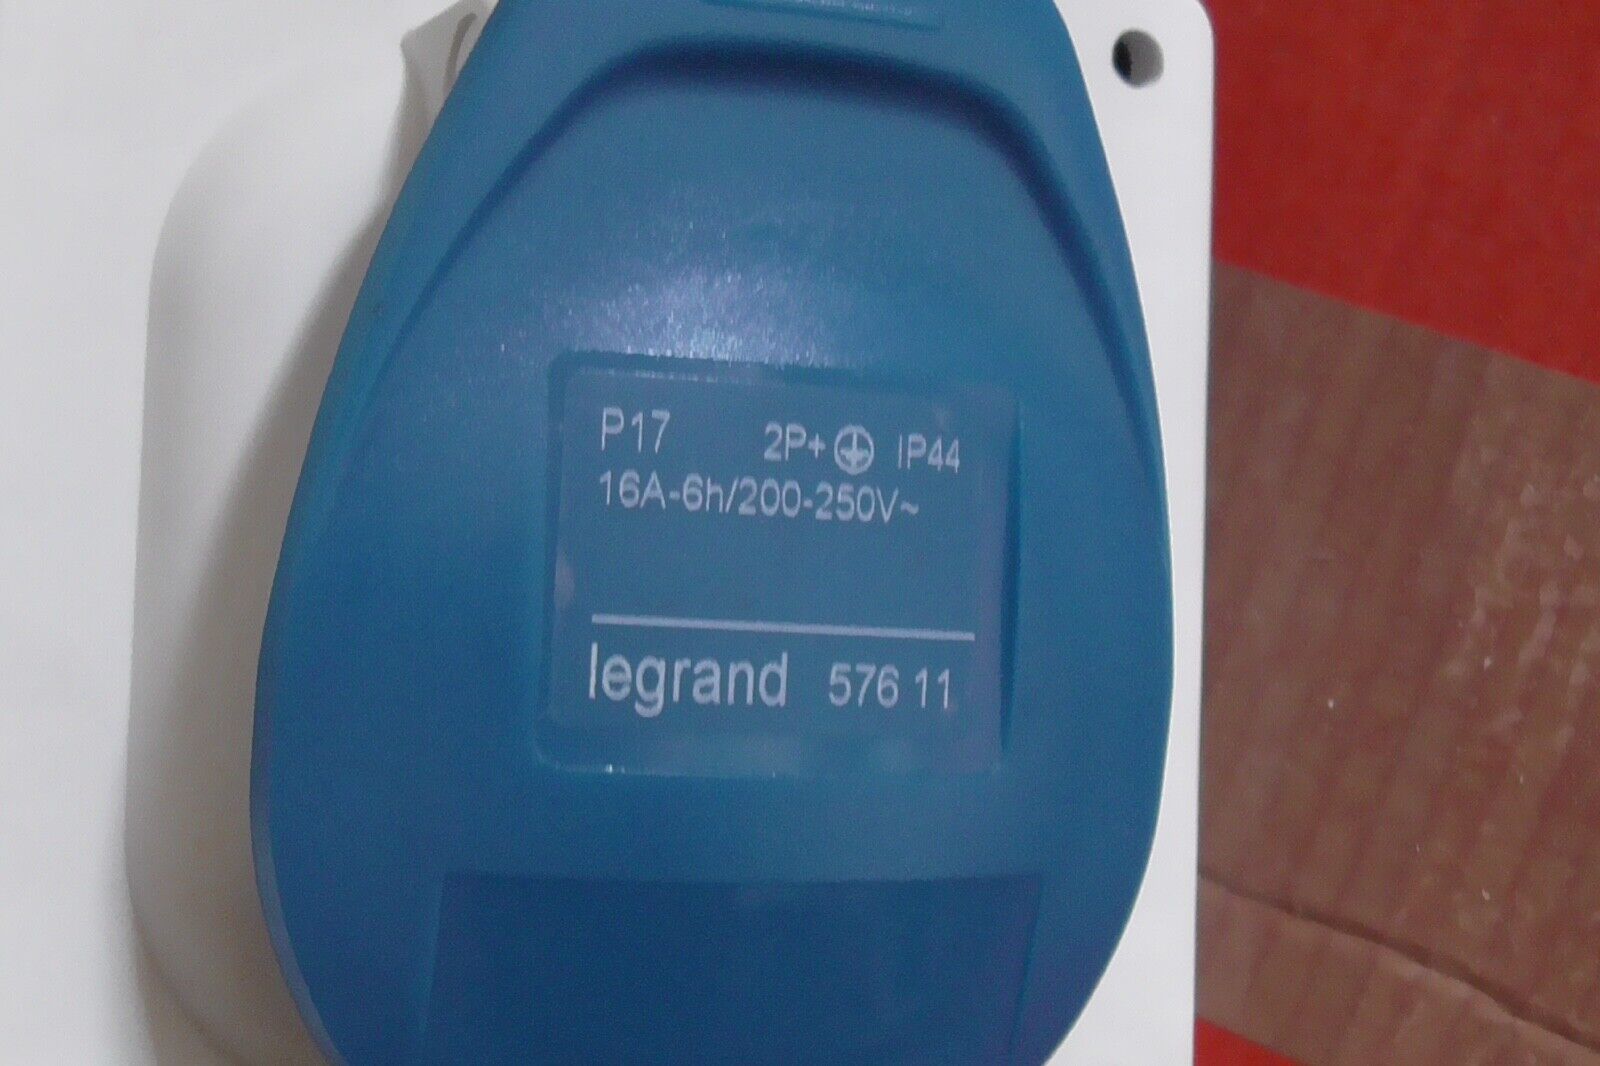 P17 2P+⏚ IP44
16A-6h/200-250V~
legrand 576 11